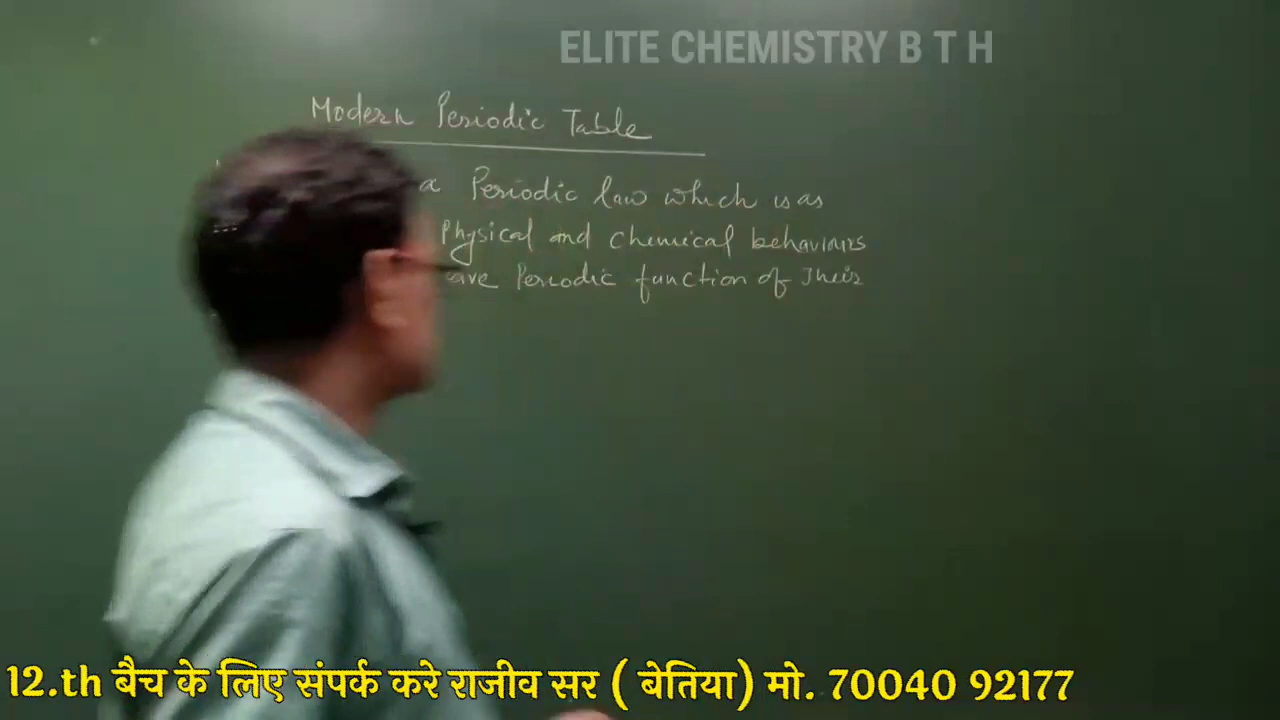 ELITE CHEMISTRY B T H
Modern Periodic Table
a Periodic law which is as
Physical and chemical behaviours
are Periodic function of Their
12.th बैच के लिए संपर्क करे राजीव सर ( बेतिया) मो. 70040 92177